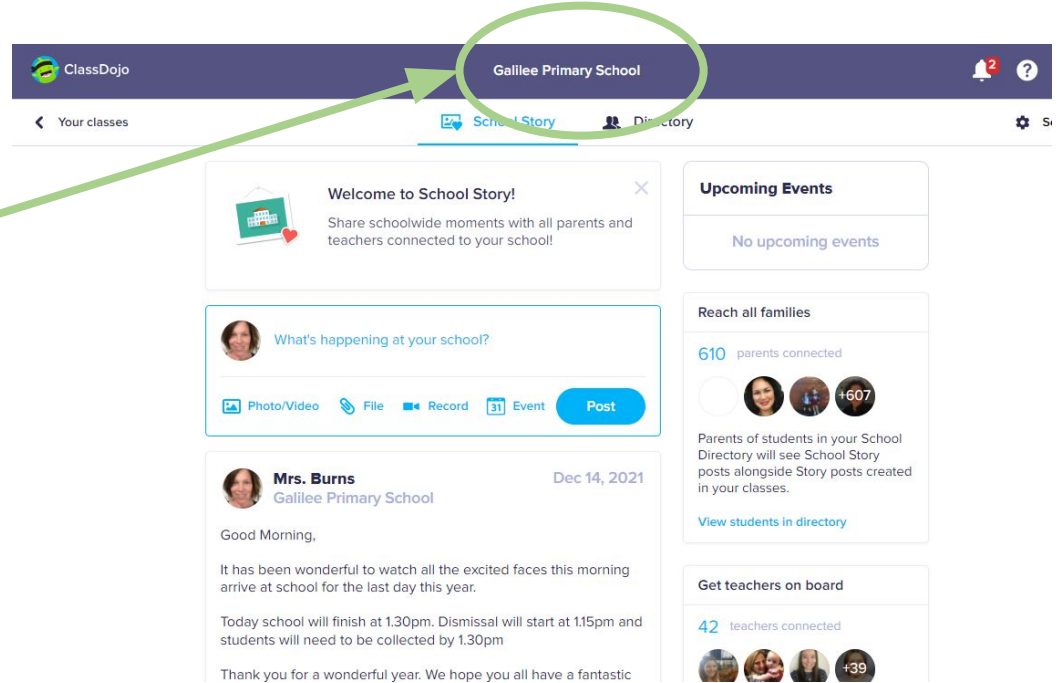 ClassDojo
Galilee Primary School
2
?
Your classes
School Story
Directory
Welcome to School Story!
Share schoolwide moments with all parents and
teachers connected to your school!
What's happening at your school?
Photo/Video
File
Record
31
Event
Post
Mrs. Burns
Dec 14, 2021
Galilee Primary School
Good Morning,
It has been wonderful to watch all the excited faces this morning
arrive at school for the last day this year.
Today school will finish at 1.30pm. Dismissal will start at 1.15pm and
students will need to be collected by 1.30pm
Thank you for a wonderful year. We hope you all have a fantastic
Upcoming Events
No upcoming events
Reach all families
610 parents connected
+607
Parents of students in your School
Directory will see School Story
posts alongside Story posts created
in your classes.
View students in directory
Get teachers on board
42 teachers connected
+39